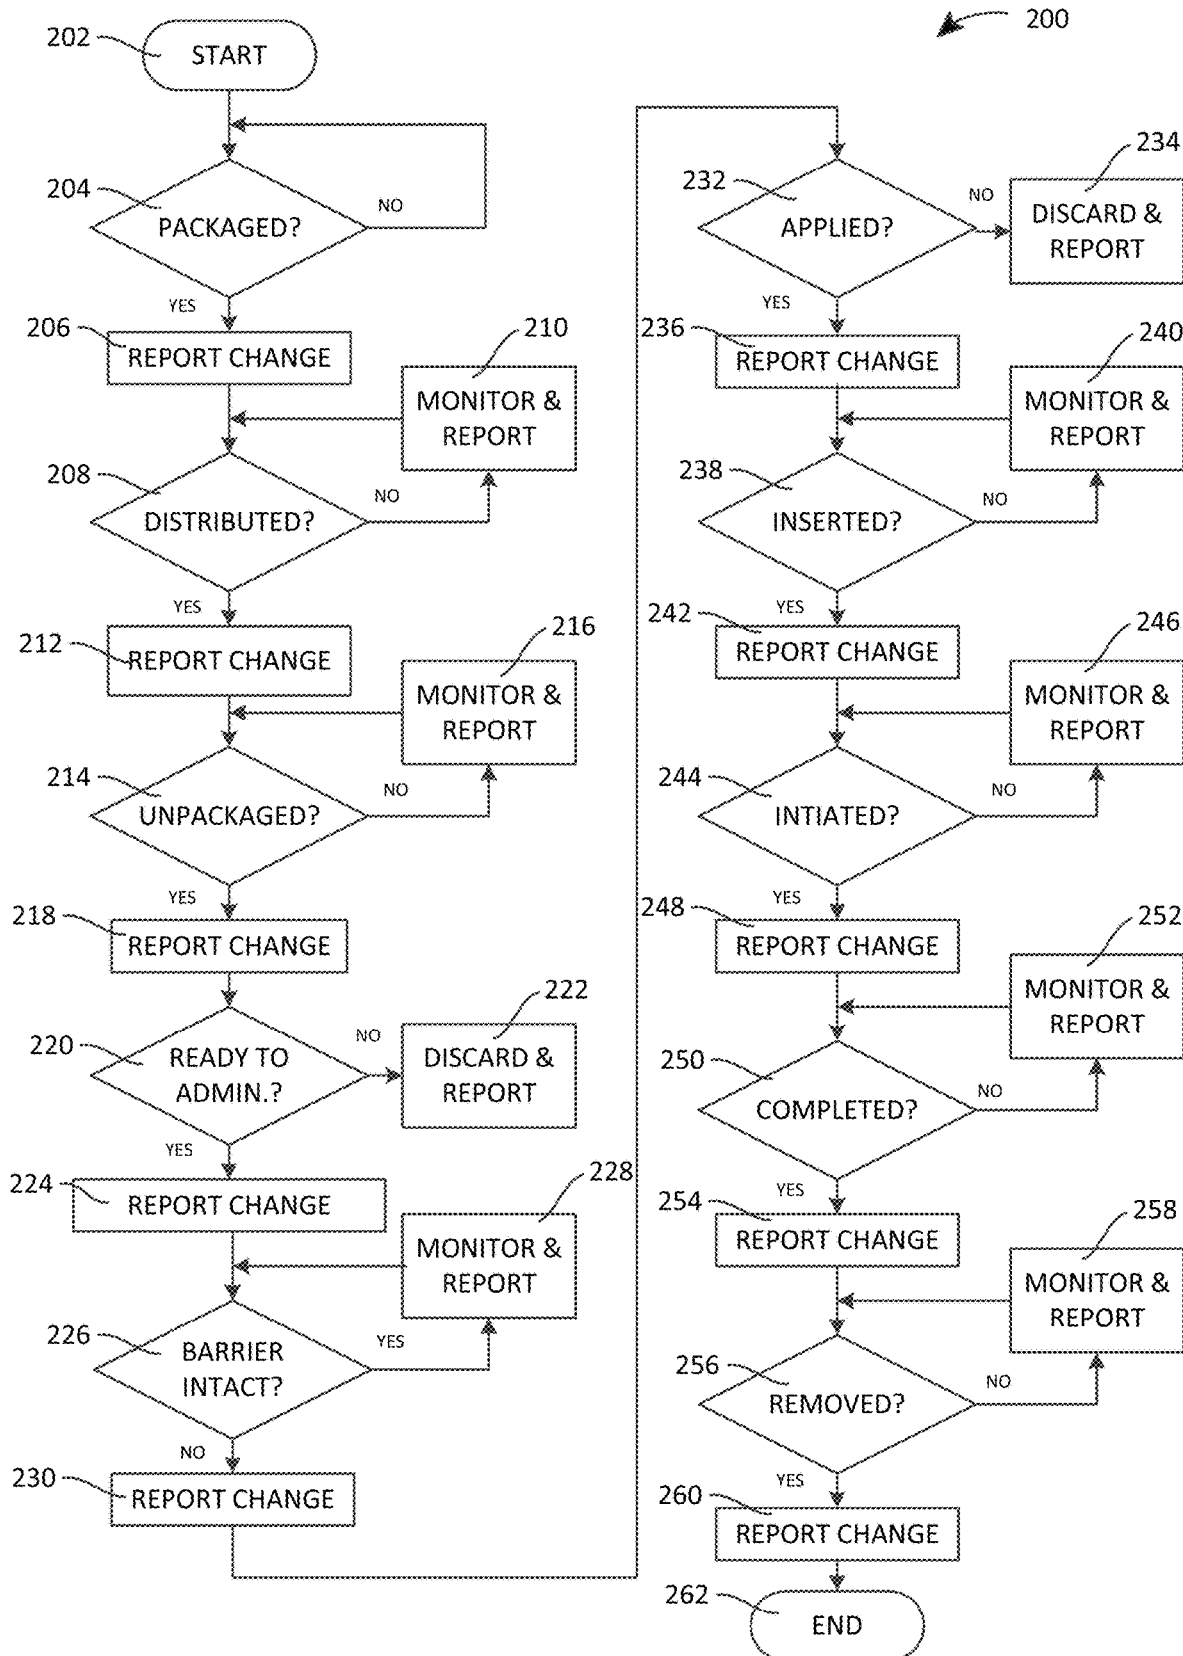 200
202
START
204
PACKAGED?
NO
YES
206
REPORT CHANGE
210
MONITOR &
REPORT
208
DISTRIBUTED?
NO
YES
212
REPORT CHANGE
216
MONITOR &
REPORT
214
UNPACKAGED?
NO
YES
218
REPORT CHANGE
220
READY TO
ADMIN.?
NO
222
DISCARD &
REPORT
YES
224
REPORT CHANGE
228
MONITOR &
REPORT
226
BARRIER
INTACT?
YES
NO
230
REPORT CHANGE
232
APPLIED?
NO
234
DISCARD &
REPORT
YES
236
REPORT CHANGE
240
MONITOR &
REPORT
238
INSERTED?
NO
YES
242
REPORT CHANGE
246
MONITOR &
REPORT
244
INTIATED?
NO
YES
248
REPORT CHANGE
252
MONITOR &
REPORT
250
COMPLETED?
NO
YES
254
REPORT CHANGE
258
MONITOR &
REPORT
256
REMOVED?
NO
YES
260
REPORT CHANGE
262
END